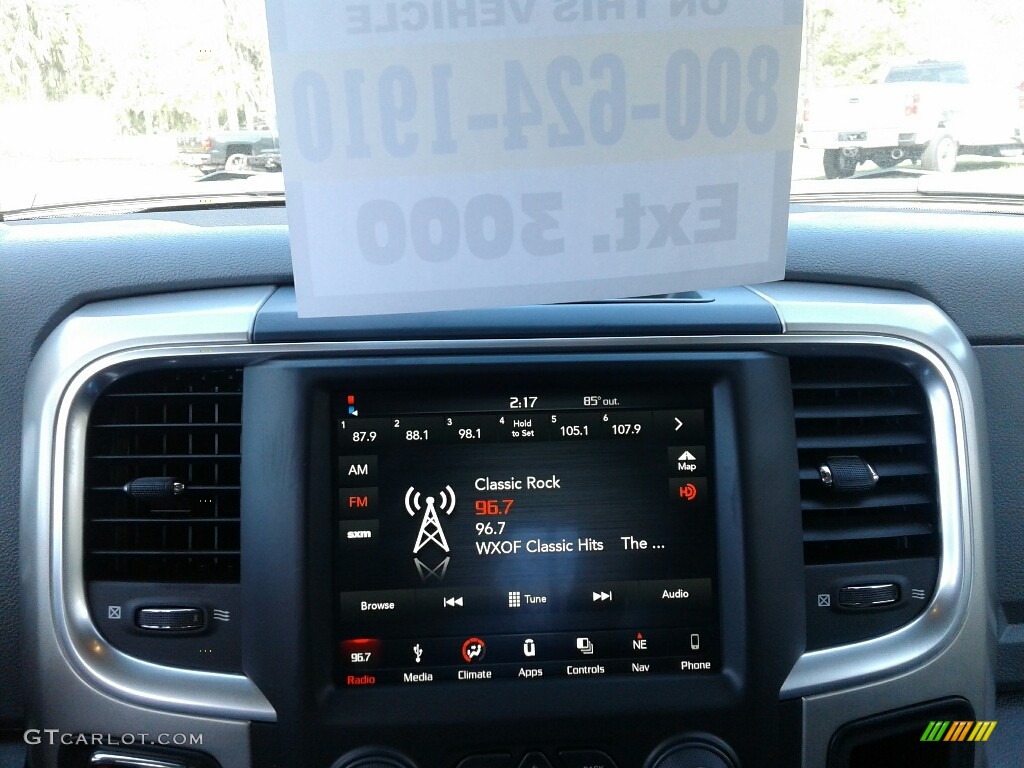 ON THIS VEHICLE
800-624-1910
Ext. 3000
2:17 85° out.
1 87.9 2 88.1 3 98.1 4 Hold to Set 5 105.1 6 107.9
AM
Map
Classic Rock
FM
96.7
HD
96.7
sxm
WXOF Classic Hits The ...
Browse Tune Audio
96.7 NE
Radio Media Climate Apps Controls Nav Phone
GTCARLOT.COM